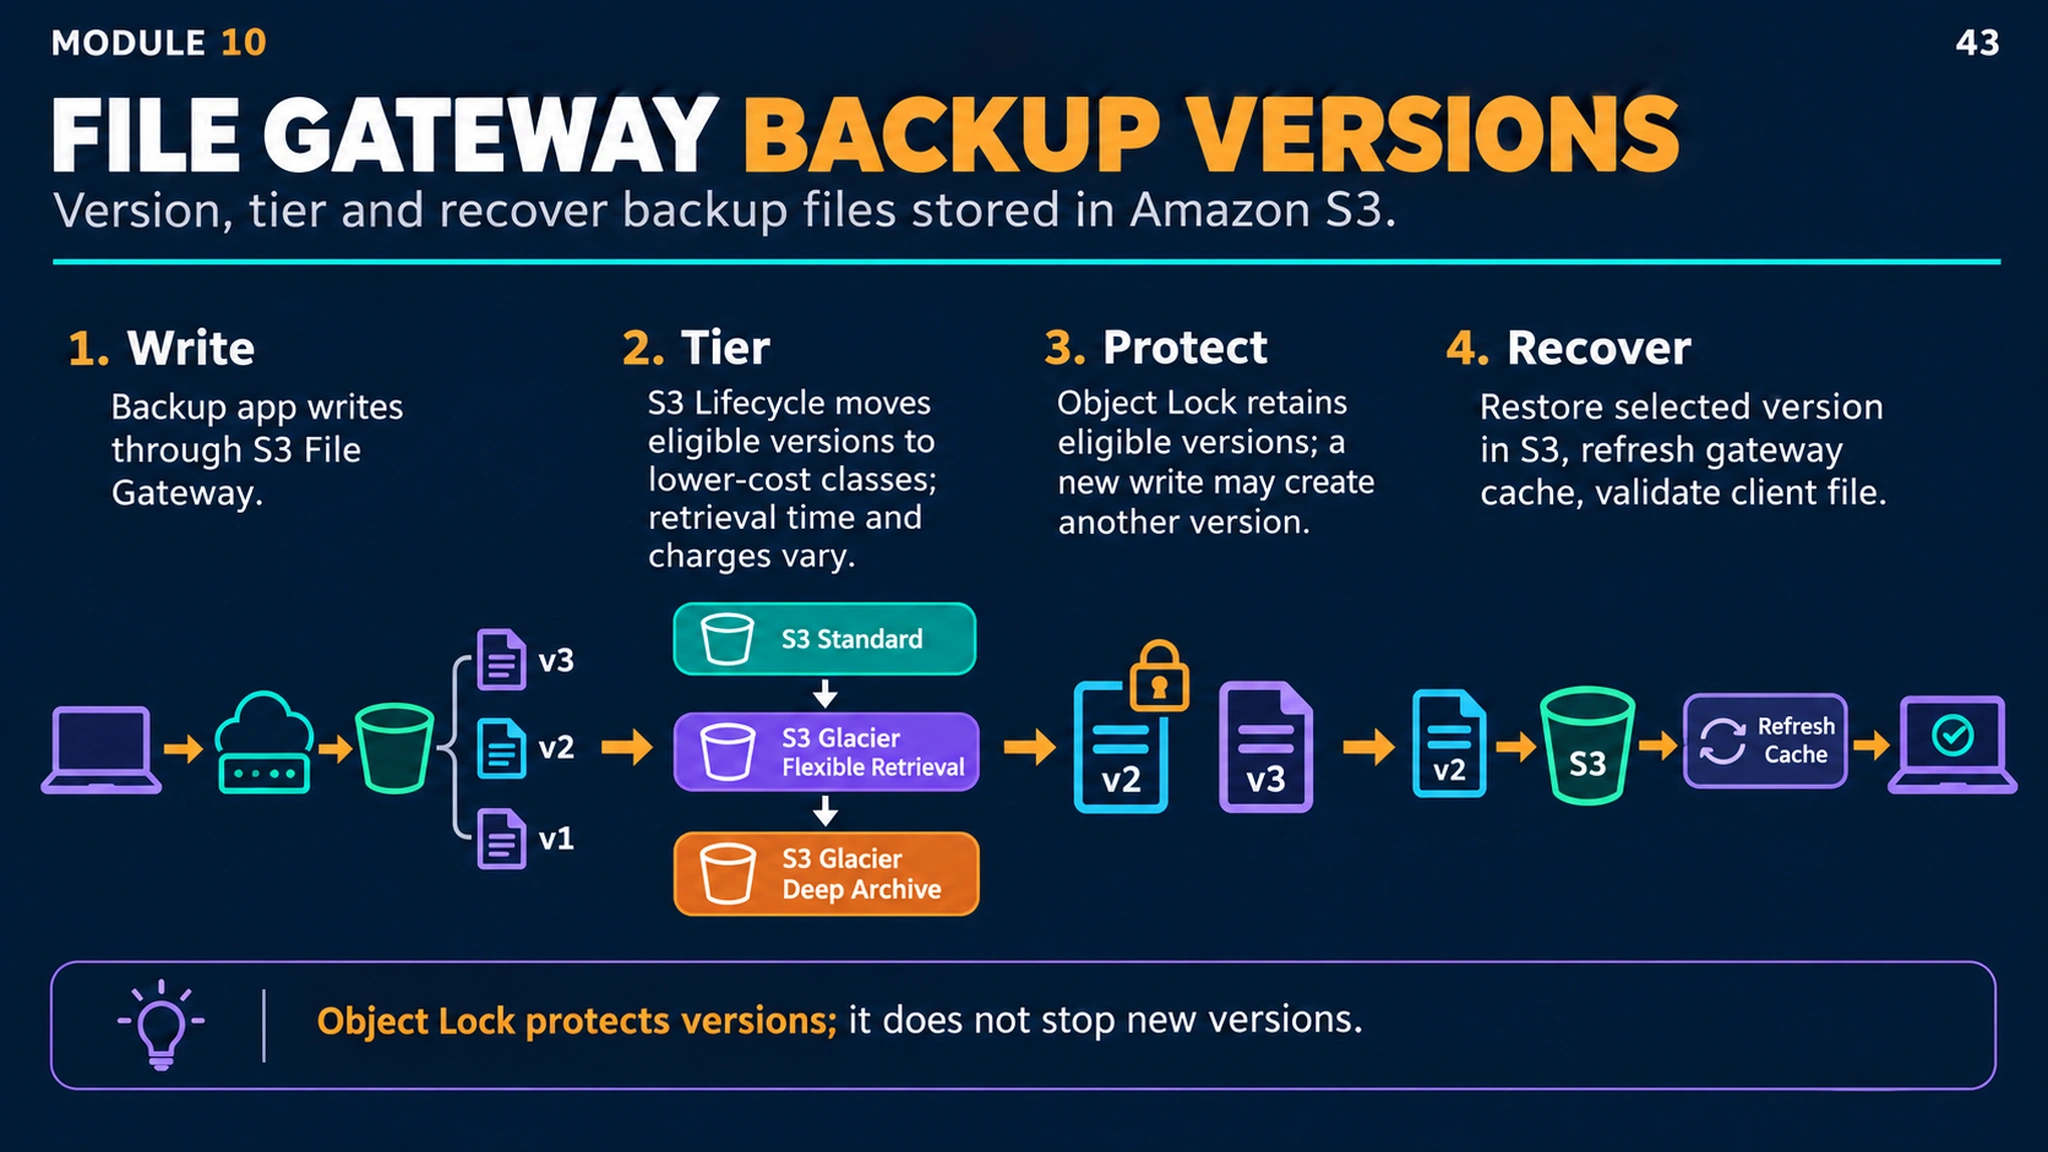 MODULE 10
43
FILE GATEWAY BACKUP VERSIONS
Version, tier and recover backup files stored in Amazon S3.
1. Write
Backup app writes
through S3 File
Gateway.
2. Tier
S3 Lifecycle moves
eligible versions to
lower-cost classes;
retrieval time and
charges vary.
3. Protect
Object Lock retains
eligible versions; a
new write may create
another version.
4. Recover
Restore selected version
in S3, refresh gateway
cache, validate client file.
v3
v2
v1
S3 Standard
S3 Glacier
Flexible Retrieval
S3 Glacier
Deep Archive
v2
v3
v2
S3
Refresh
Cache
Object Lock protects versions; it does not stop new versions.